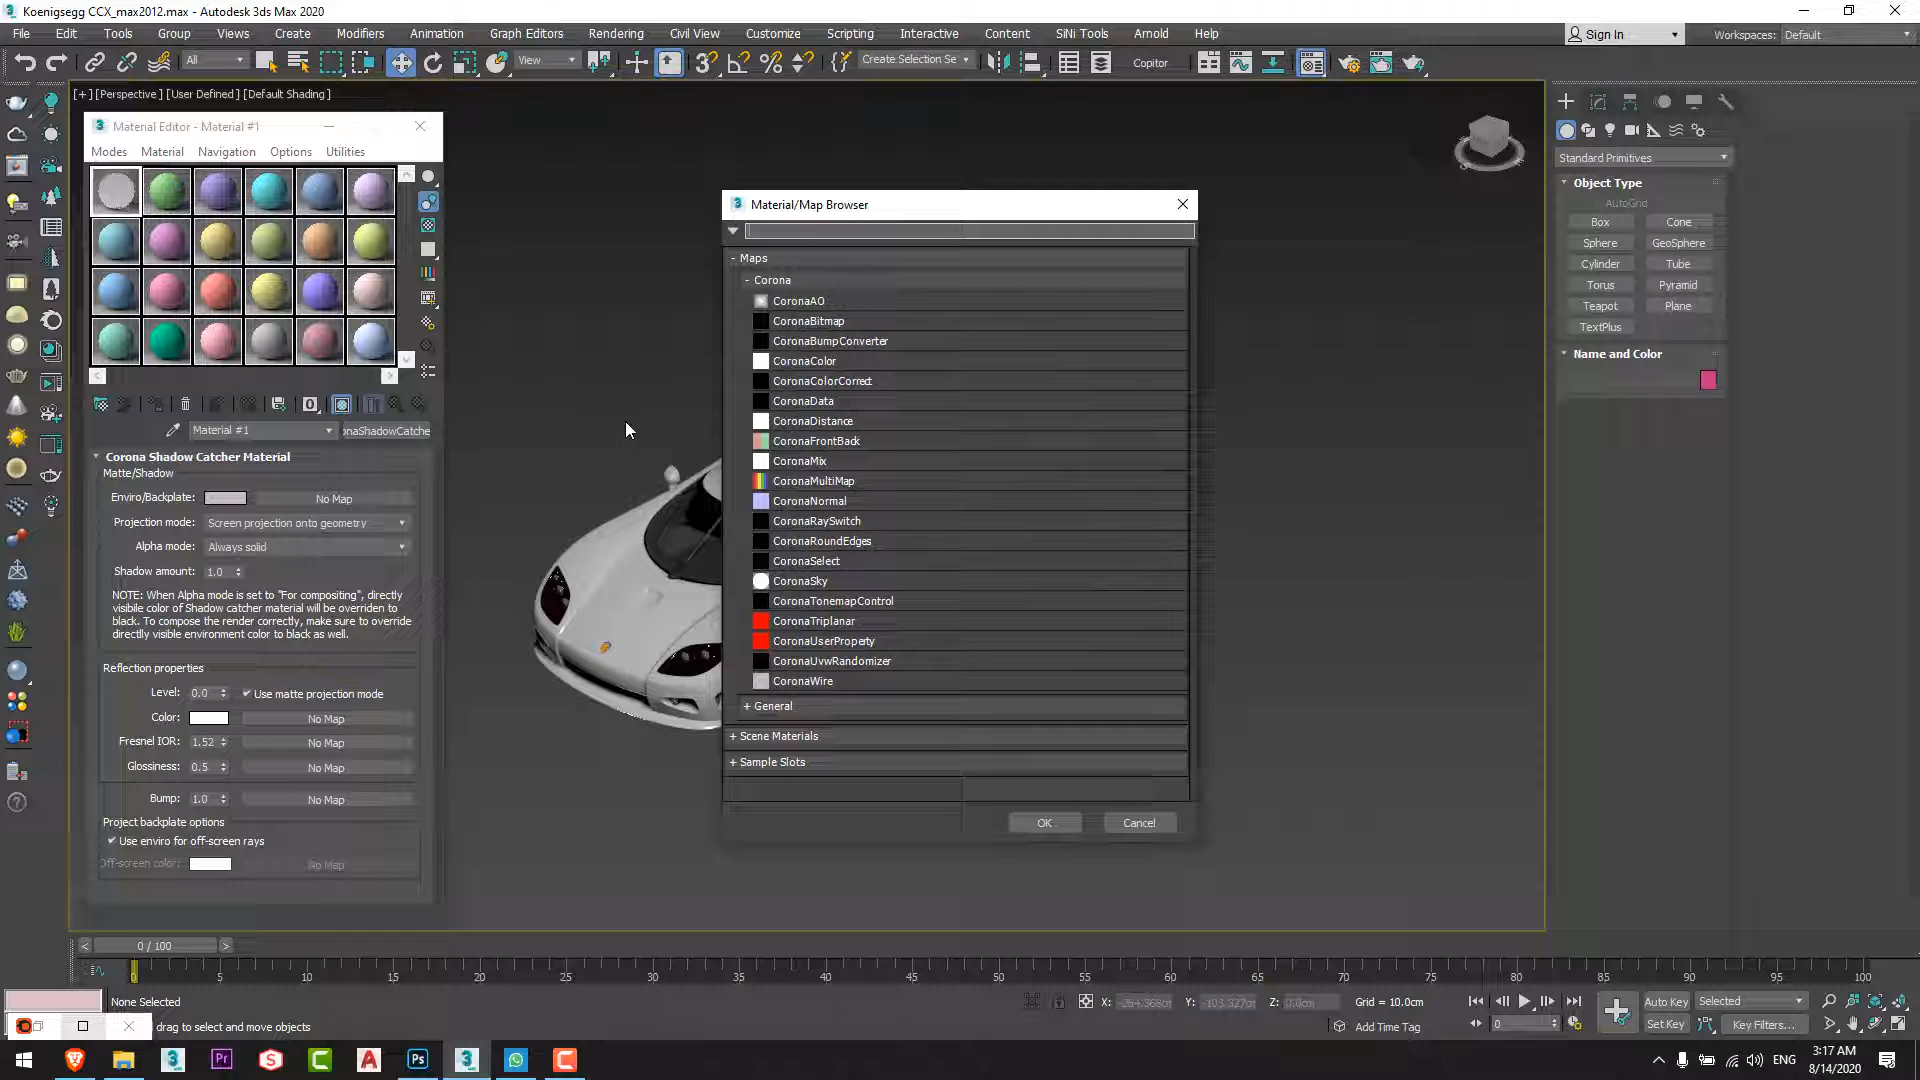 Koenigsegg CCX_max2012.max - Autodesk 3ds Max 2020
File Edit Tools Group Views Create Modifiers Animation Graph Editors Rendering Civil View Customize Scripting Interactive Content SiNi Tools Arnold Help
Sign In Workspaces: Default
All View Create Selection Se Copitor
[+] [Perspective] [User Defined] [Default Shading]
Material Editor - Material #1
Modes Material Navigation Options Utilities
Material #1 onaShadowCatche
Corona Shadow Catcher Material
Matte/Shadow
Enviro/Backplate: No Map
Projection mode: Screen projection onto geometry
Alpha mode: Always solid
Shadow amount: 1.0
NOTE: When Alpha mode is set to "For compositing", directly
visibile color of Shadow catcher material will be overriden to
black. To compose the render correctly, make sure to override
directlly visible environment color to black as well.
Reflection properties
Level: 0.0 Use matte projection mode
Color: No Map
Fresnel IOR: 1.52 No Map
Glossiness: 0.5 No Map
Bump: 1.0 No Map
Project backplate options
Use enviro for off-screen rays
Off-screen color: No Map
Material/Map Browser
- Maps
- Corona
CoronaAO
CoronaBitmap
CoronaBumpConverter
CoronaColor
CoronaColorCorrect
CoronaData
CoronaDistance
CoronaFrontBack
CoronaMix
CoronaMultiMap
CoronaNormal
CoronaRaySwitch
CoronaRoundEdges
CoronaSelect
CoronaSky
CoronaTonemapControl
CoronaTriplanar
CoronaUserProperty
CoronaUvwRandomizer
CoronaWire
+ General
+ Scene Materials
+ Sample Slots
OK Cancel
Standard Primitives
Object Type
AutoGrid
Box Cone
Sphere GeoSphere
Cylinder Tube
Torus Pyramid
Teapot Plane
TextPlus
Name and Color
< 0 / 100 >
0 5 10 15 20 25 30 35 40 45 50 55 60 65 70 75 80 85 90 95 100
None Selected X: -254.368cm Y: -103.327cm Z: 0.0cm Grid = 10.0cm Auto Key Selected
drag to select and move objects Add Time Tag 0 Set Key Key Filters...
ENG 3:17 AM
8/14/2020